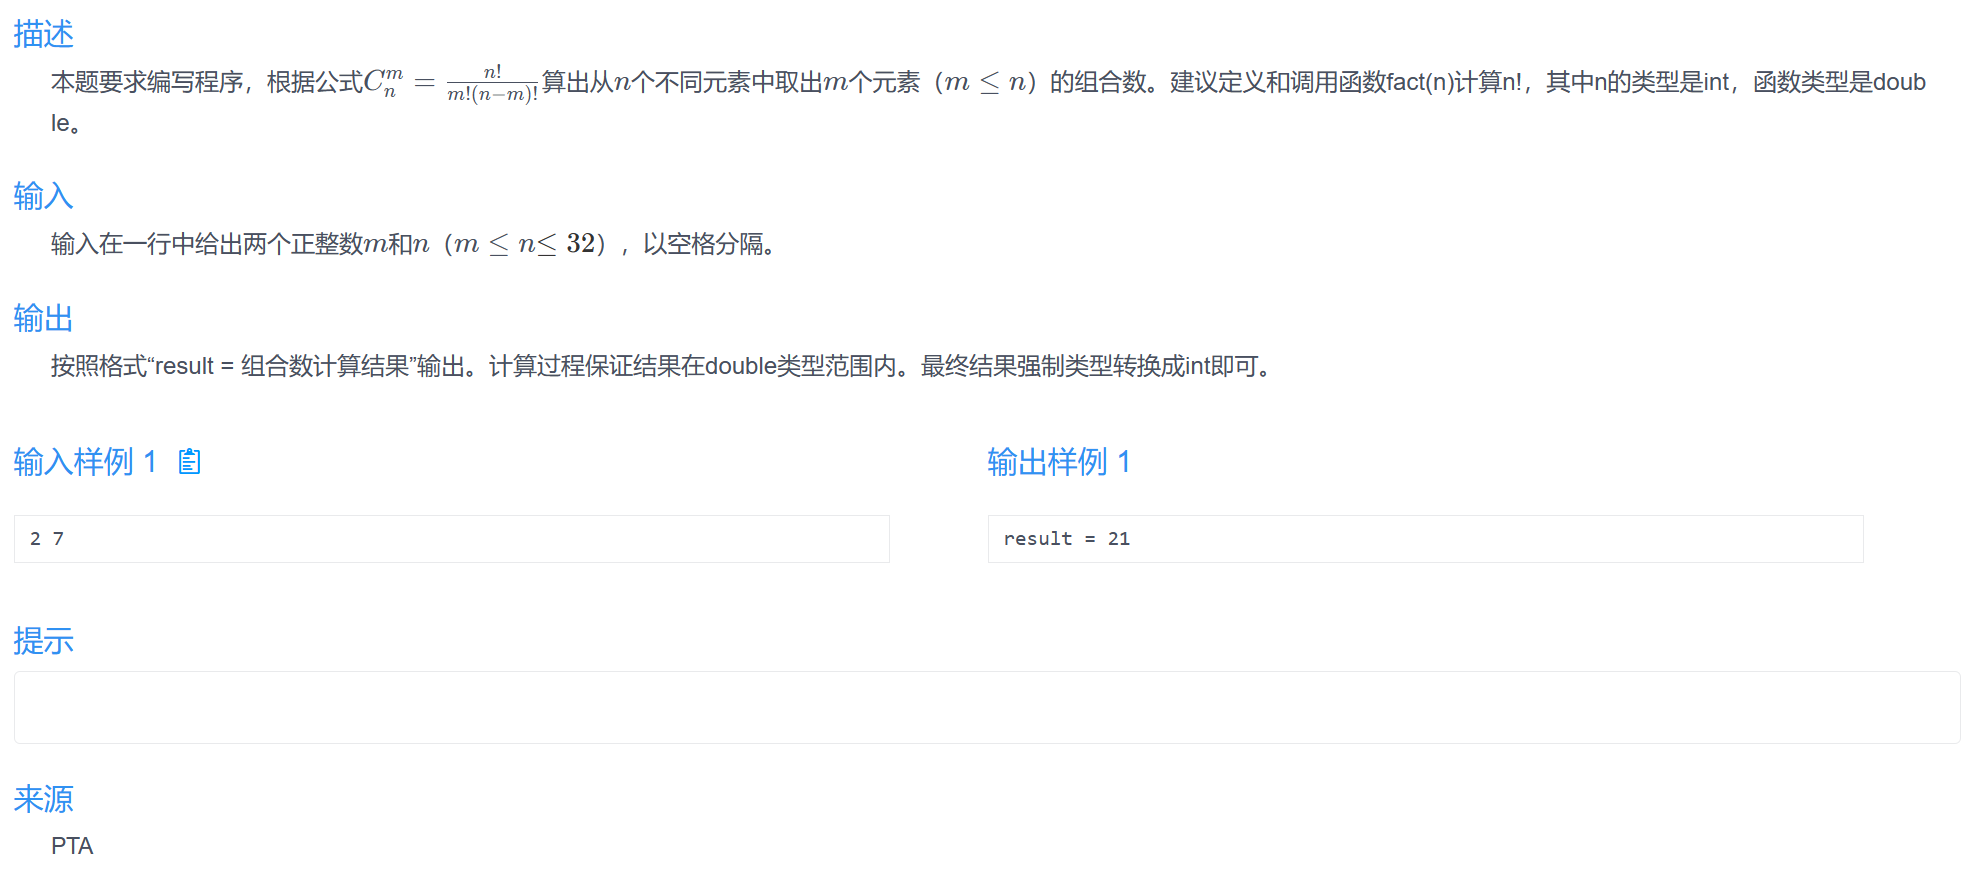 描述
本题要求编写程序，根据公式$C_n^m = \frac{n!}{m!(n-m)!}$算出从$n$个不同元素中取出$m$个元素（$m \leq n$）的组合数。建议定义和调用函数fact(n)计算n!，其中n的类型是int，函数类型是doub
le。
输入
输入在一行中给出两个正整数$m$和$n$（$m \leq n \leq \mathbf{32}$），以空格分隔。
输出
按照格式“result = 组合数计算结果”输出。计算过程保证结果在double类型范围内。最终结果强制类型转换成int即可。
输入样例 1
输出样例 1
2 7
result = 21
提示
来源
PTA